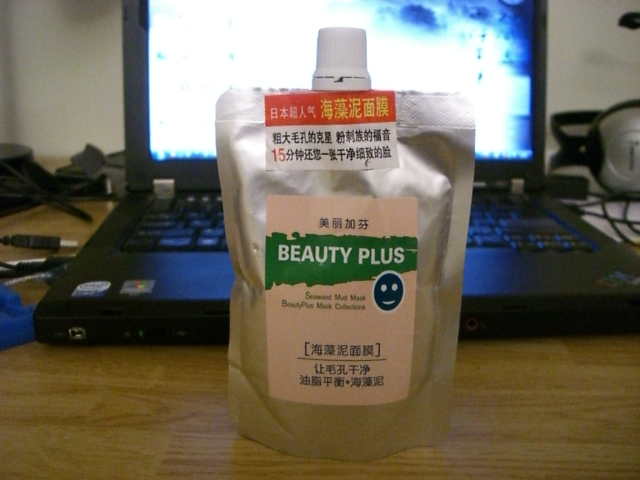 日本超人气 海藻泥面膜
粗大毛孔的克星 粉刺族的福音
15分钟还您一张干净细致的脸
美丽加芬
BEAUTY PLUS
Seaweed Mud Mask
BeautyPlus Mask Collections
[海藻泥面膜]
让毛孔干净
油脂平衡•海藻泥